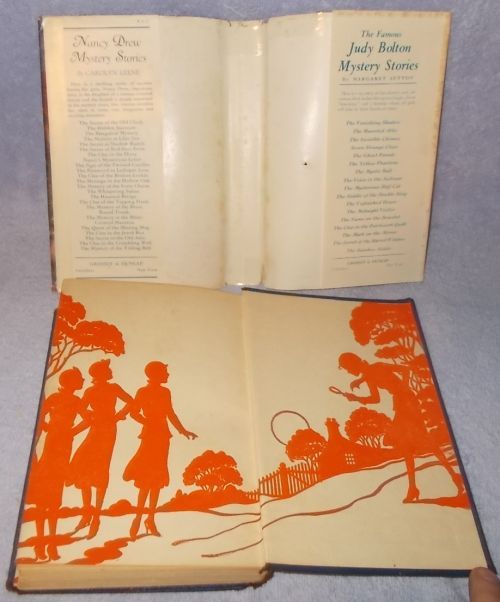 Nancy Drew
Mystery Stories
By CAROLYN KEENE
The Secret of the Old Clock
The Hidden Staircase
The Bungalow Mystery
The Mystery at Lilac Inn
The Secret at Shadow Ranch
The Secret of Red Gate Farm
The Clue in the Diary
Nancy's Mysterious Letter
The Sign of the Twisted Candles
The Password to Larkspur Lane
The Clue of the Broken Locket
The Message in the Hollow Oak
The Mystery of the Ivory Charm
The Whispering Statue
The Haunted Bridge
The Clue of the Tapping Heels
The Mystery of the Brass
Bound Trunk
The Mystery at the Moss-
Covered Mansion
The Quest of the Missing Map
The Clue in the Jewel Box
The Secret in the Old Attic
The Clue in the Crumbling Wall
The Mystery of the Tolling Bell
GROSSET & DUNLAP
Publishers New York
The Famous
Judy Bolton
Mystery Stories
By MARGARET SUTTON
The Vanishing Shadow
The Haunted Attic
The Invisible Chimes
Seven Strange Clues
The Ghost Parade
The Yellow Phantom
The Mystic Ball
The Voice in the Suitcase
The Mysterious Half Cat
The Riddle of the Double Ring
The Unfinished House
The Midnight Visitor
The Name on the Bracelet
The Clue in the Patchwork Quilt
The Mark on the Mirror
The Secret of the Barred Window
The Rainbow Riddle
GROSSET & DUNLAP
Publishers New York